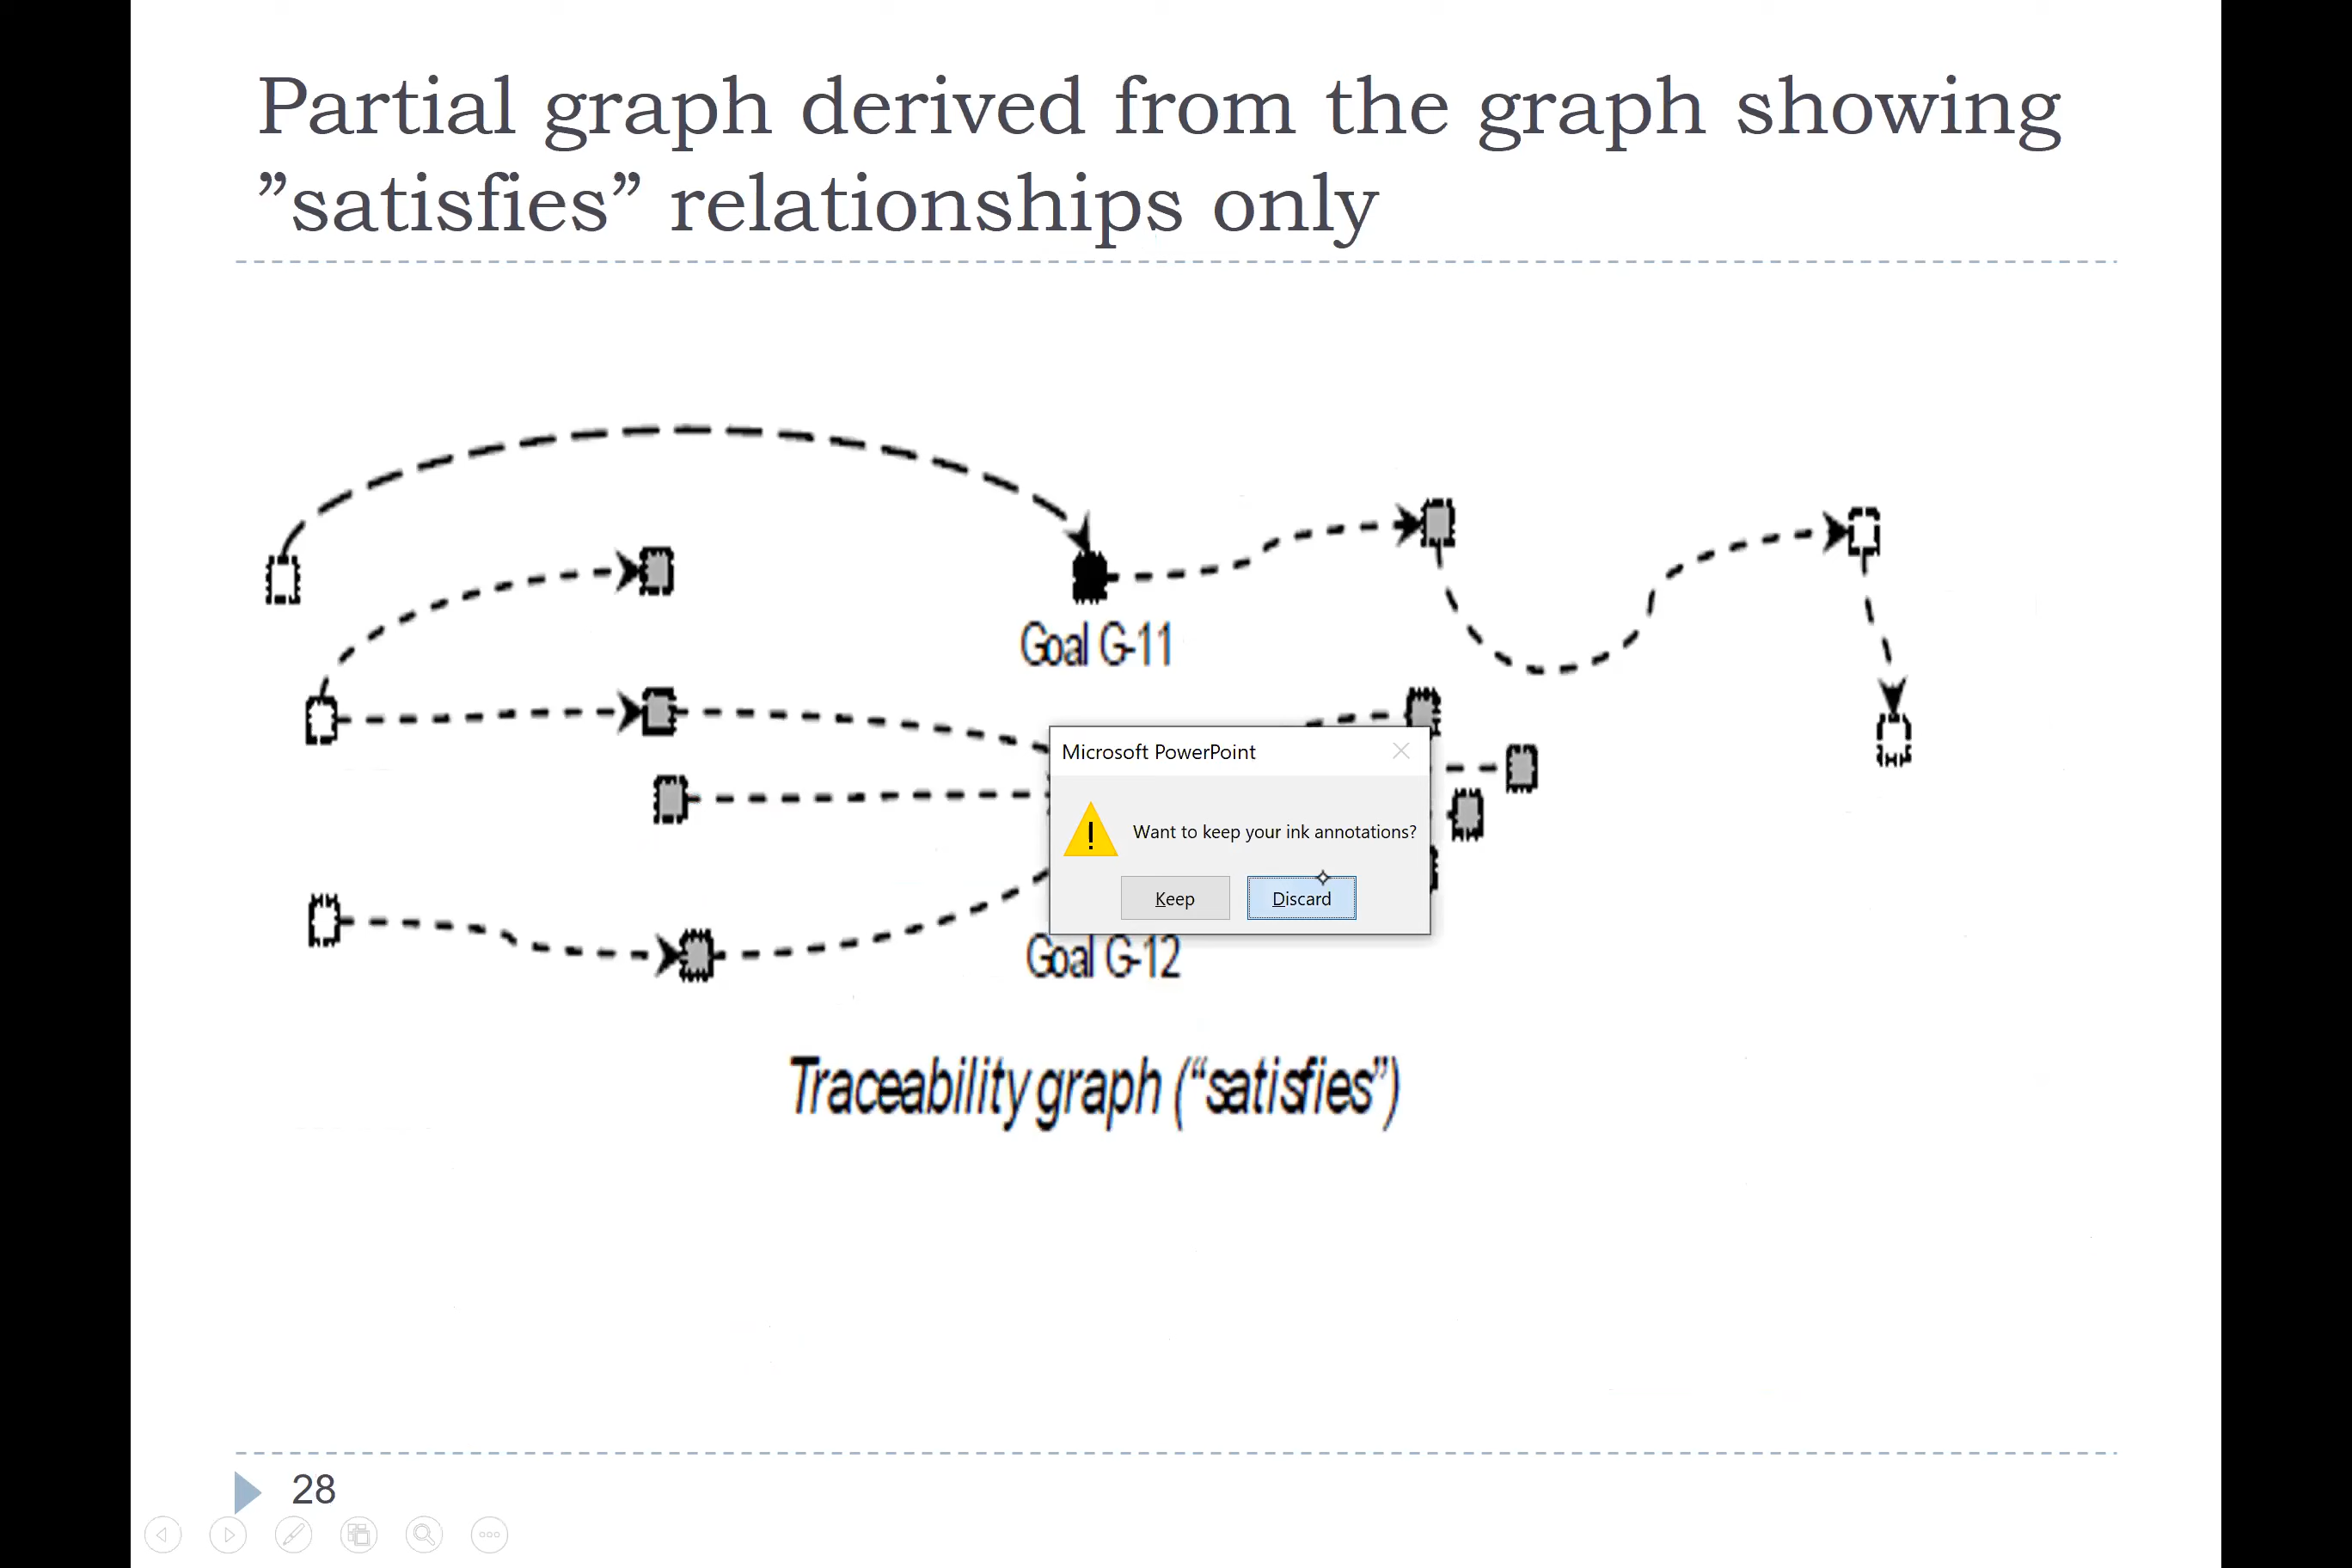 Partial graph derived from the graph showing
”satisfies” relationships only
Goal G-11
Microsoft PowerPoint
Want to keep your ink annotations?
Keep
Discard
Goal G-12
Traceability graph (“satisfies”)
28